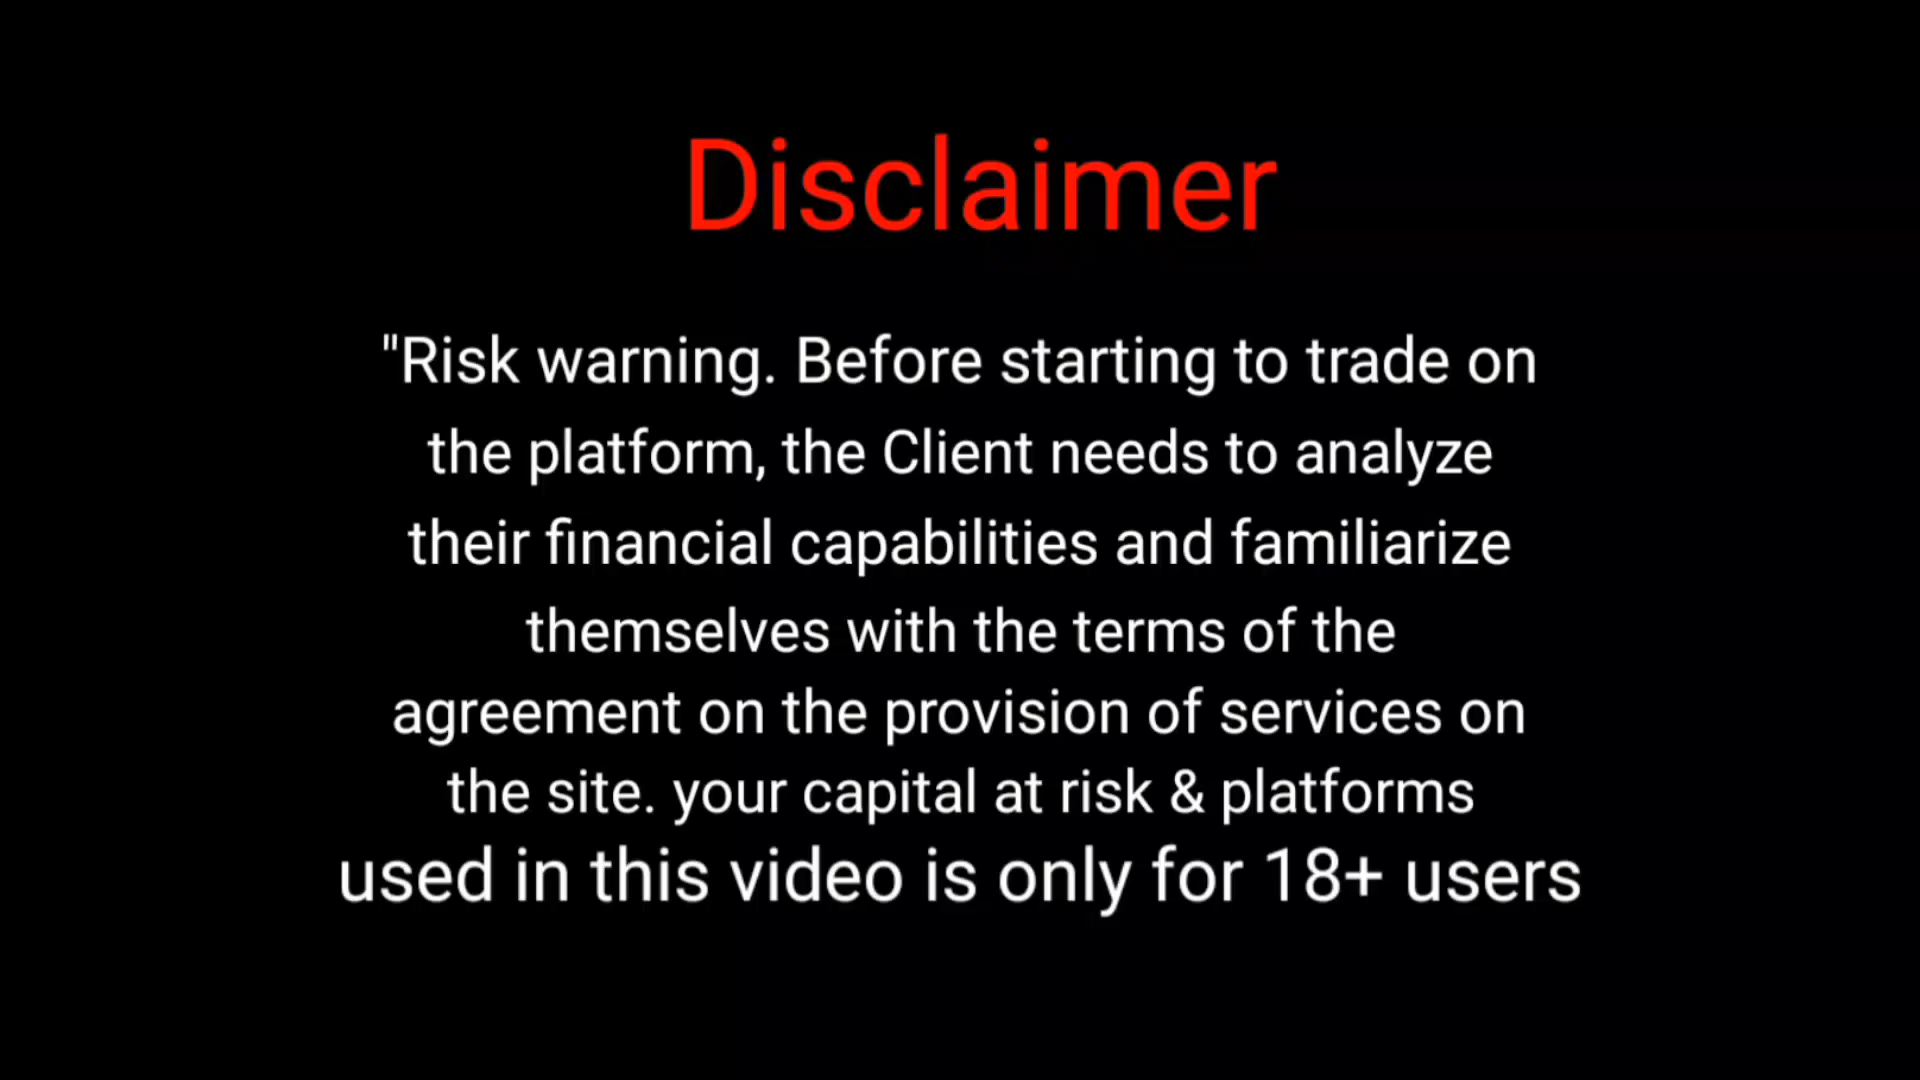 Disclaimer
"Risk warning. Before starting to trade on
the platform, the Client needs to analyze
their financial capabilities and familiarize
themselves with the terms of the
agreement on the provision of services on
the site. your capital at risk & platforms
used in this video is only for 18+ users